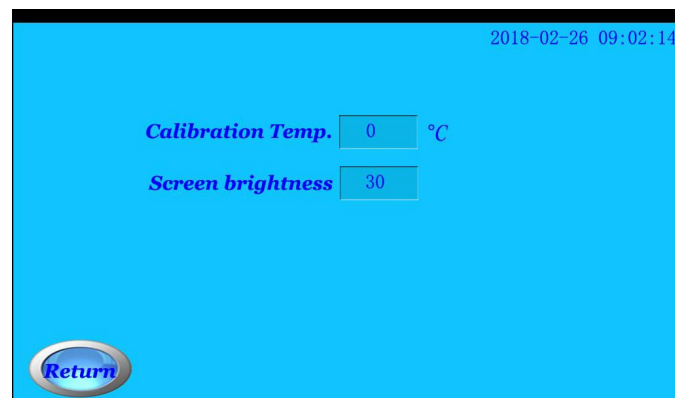 2018-02-26 09:02:14
Calibration Temp. 0 °C
Screen brightness 30
Return